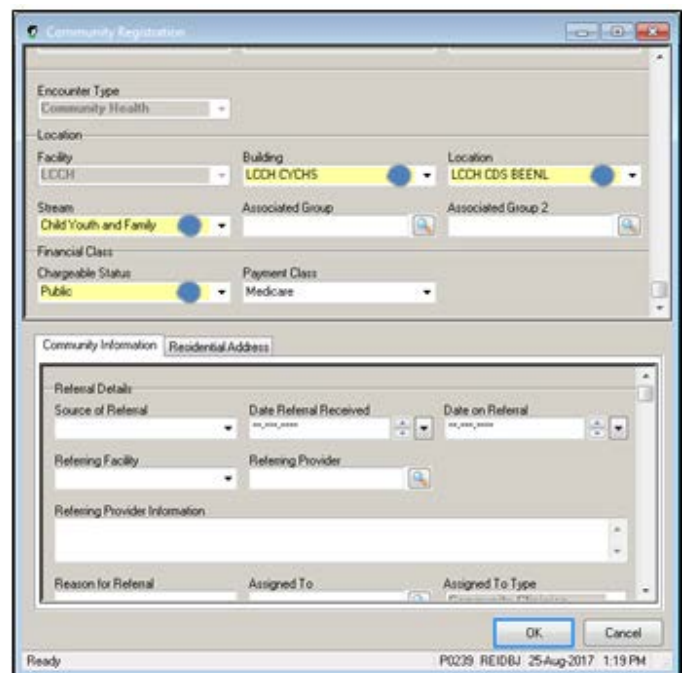 Community Registration
Encounter Type
Community Health
Location
Facility Building Location
LCCH LCCH CYCHS LCCH CDS BEENL
Stream Associated Group Associated Group 2
Child Youth and Family
Financial Class
Chargeable Status Payment Class
Public Medicare
Community Information Residential Address
Referral Details
Source of Referral Date Referral Received Date on Referral
**-***-**** **-***-****
Referring Facility Referring Provider
Referring Provider Information
Reason for Referral Assigned To Assigned To Type
Community Clinician
OK Cancel
Ready P0239 REIDBJ 25-Aug-2017 1:19 PM